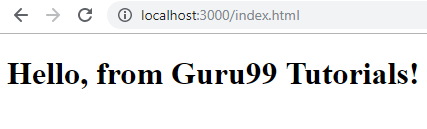 localhost:3000/index.html
Hello, from Guru99 Tutorials!